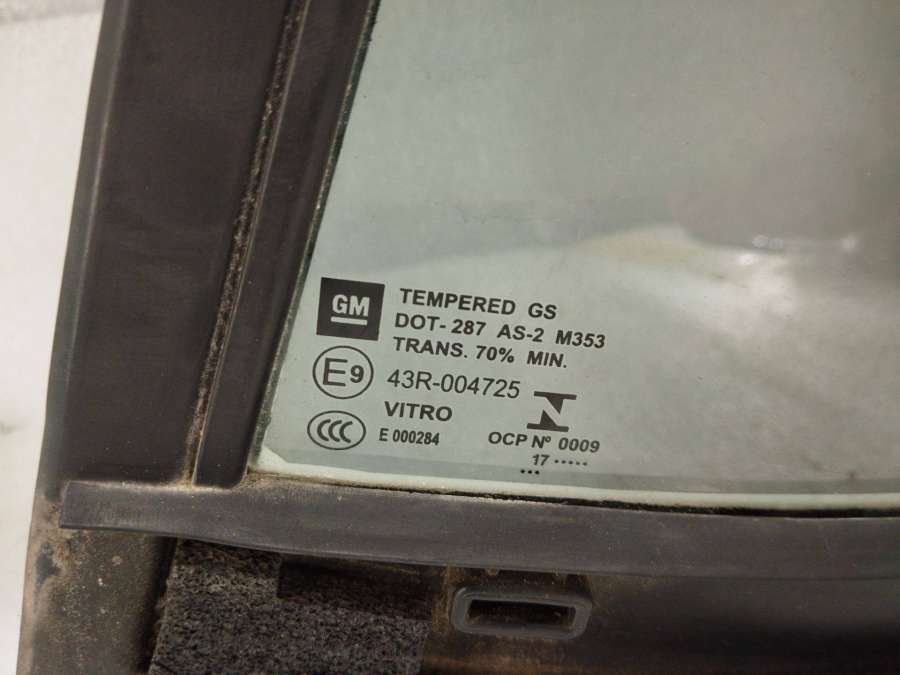 GM
TEMPERED GS
DOT-287 AS-2 M353
TRANS. 70% MIN.
E9 43R-004725
VITRO
CCC E 000284
N
OCP Nº 0009
17 •••••
•••